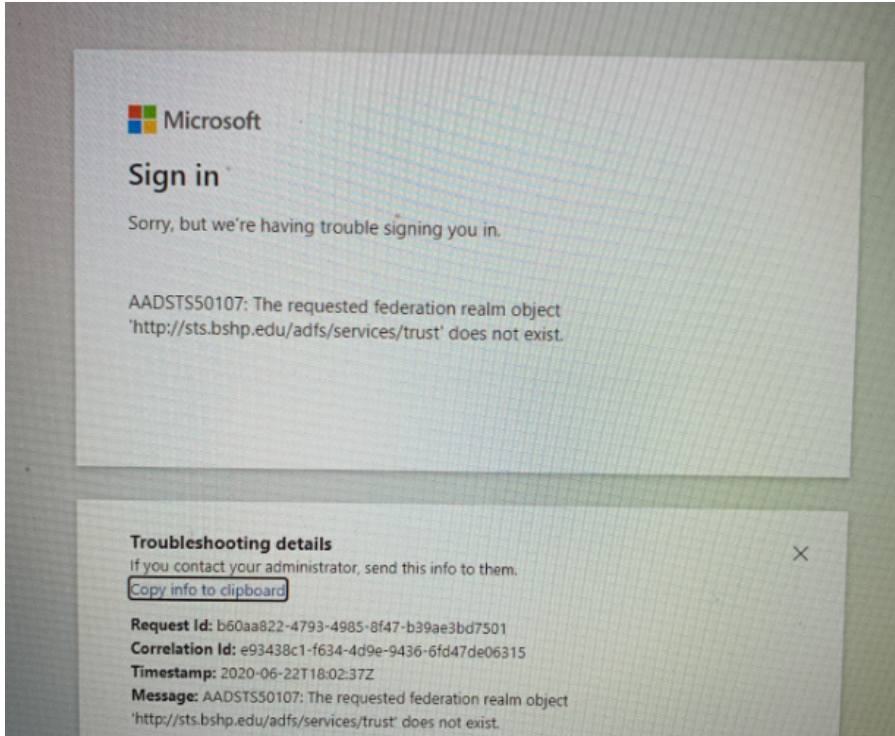 Microsoft
Sign in
Sorry, but we're having trouble signing you in.
AADSTS50107: The requested federation realm object
'http://sts.bshp.edu/adfs/services/trust' does not exist.
Troubleshooting details
If you contact your administrator, send this info to them.
Copy info to clipboard
Request Id: b60aa822-4793-4985-8f47-b39ae3bd7501
Correlation Id: e93438c1-f634-4d9e-9436-6fd47de06315
Timestamp: 2020-06-22T18:02:37Z
Message: AADSTS50107: The requested federation realm object
'http://sts.bshp.edu/adfs/services/trust' does not exist.